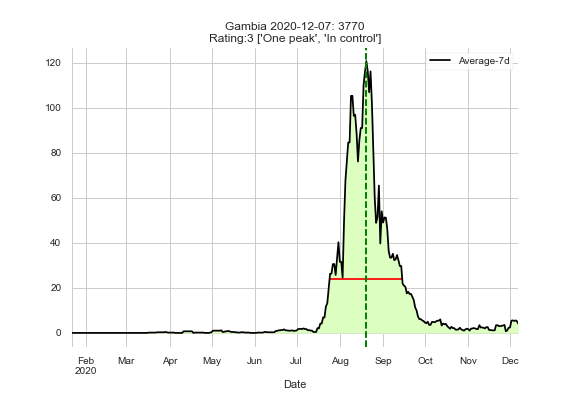 Gambia 2020-12-07: 3770
Rating:3 ['One peak', 'In control']
Average-7d
120
100
80
60
40
20
0
Feb Mar Apr May Jun Jul Aug Sep Oct Nov Dec
2020
Date